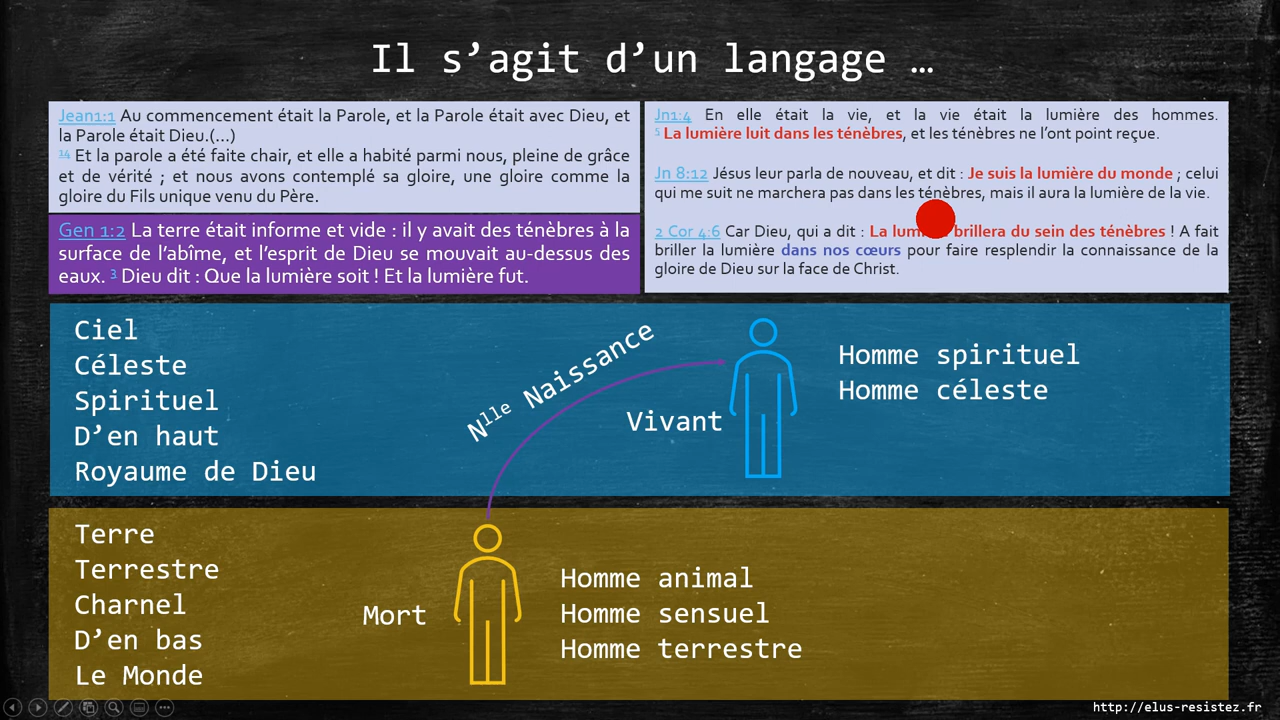 Il s’agit d’un langage …
Jean1:1 Au commencement était la Parole, et la Parole était avec Dieu, et
la Parole était Dieu.(...)
14 Et la parole a été faite chair, et elle a habité parmi nous, pleine de grâce
et de vérité ; et nous avons contemplé sa gloire, une gloire comme la
gloire du Fils unique venu du Père.
Gen 1:2 La terre était informe et vide : il y avait des ténèbres à la
surface de l’abîme, et l’esprit de Dieu se mouvait au-dessus des
eaux. 3 Dieu dit : Que la lumière soit ! Et la lumière fut.
Jn1:4 En elle était la vie, et la vie était la lumière des hommes.
5 La lumière luit dans les ténèbres, et les ténèbres ne l’ont point reçue.
Jn 8:12 Jésus leur parla de nouveau, et dit : Je suis la lumière du monde ; celui
qui me suit ne marchera pas dans les ténèbres, mais il aura la lumière de la vie.
2 Cor 4:6 Car Dieu, qui a dit : La brillera du sein des ténèbres ! A fait
briller la lumière dans nos cœurs pour faire resplendir la connaissance de la
gloire de Dieu sur la face de Christ.
Ciel
Céleste
Spirituel
D’en haut
Royaume de Dieu
Nlle Naissance
Vivant
Homme spirituel
Homme céleste
Terre
Terrestre
Charnel
D’en bas
Le Monde
Mort
Homme animal
Homme sensuel
Homme terrestre
http://elus-resistez.fr